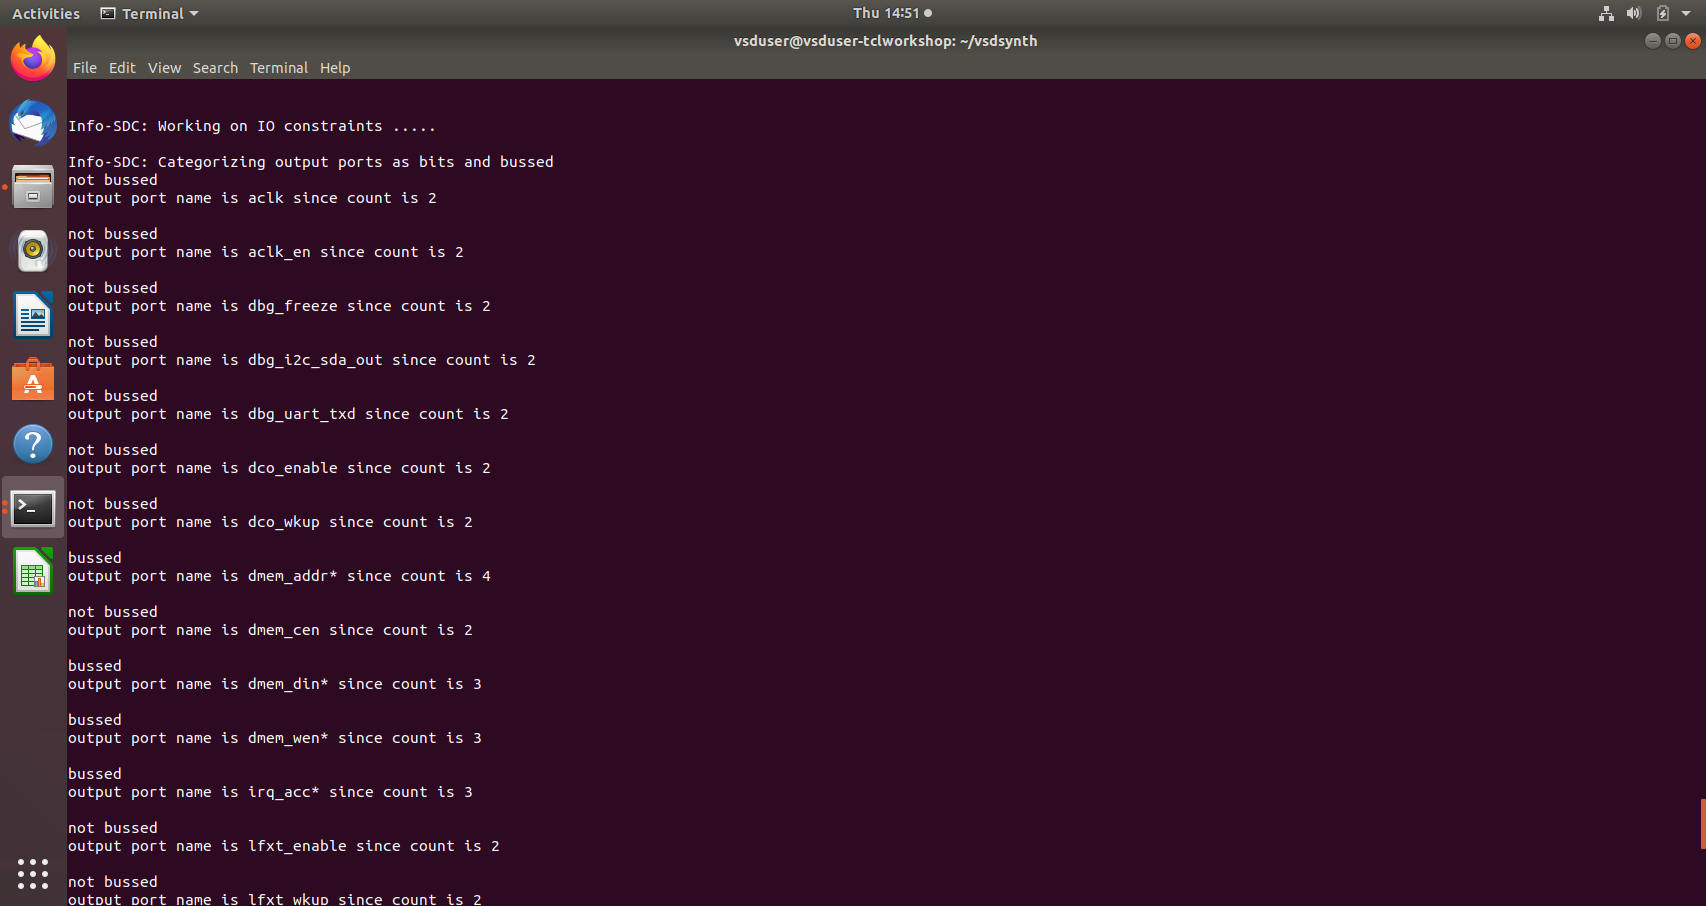 Activities
Terminal
Thu 14:51
vsduser@vsduser-tclworkshop: ~/vsdsynth
File Edit View Search Terminal Help
Info-SDC: Working on IO constraints .....
Info-SDC: Categorizing output ports as bits and bussed
not bussed
output port name is aclk since count is 2
not bussed
output port name is aclk_en since count is 2
not bussed
output port name is dbg_freeze since count is 2
not bussed
output port name is dbg_i2c_sda_out since count is 2
not bussed
output port name is dbg_uart_txd since count is 2
not bussed
output port name is dco_enable since count is 2
not bussed
output port name is dco_wkup since count is 2
bussed
output port name is dmem_addr* since count is 4
not bussed
output port name is dmem_cen since count is 2
bussed
output port name is dmem_din* since count is 3
bussed
output port name is dmem_wen* since count is 3
bussed
output port name is irq_acc* since count is 3
not bussed
output port name is lfxt_enable since count is 2
not bussed
output port name is lfxt_wkup since count is 2